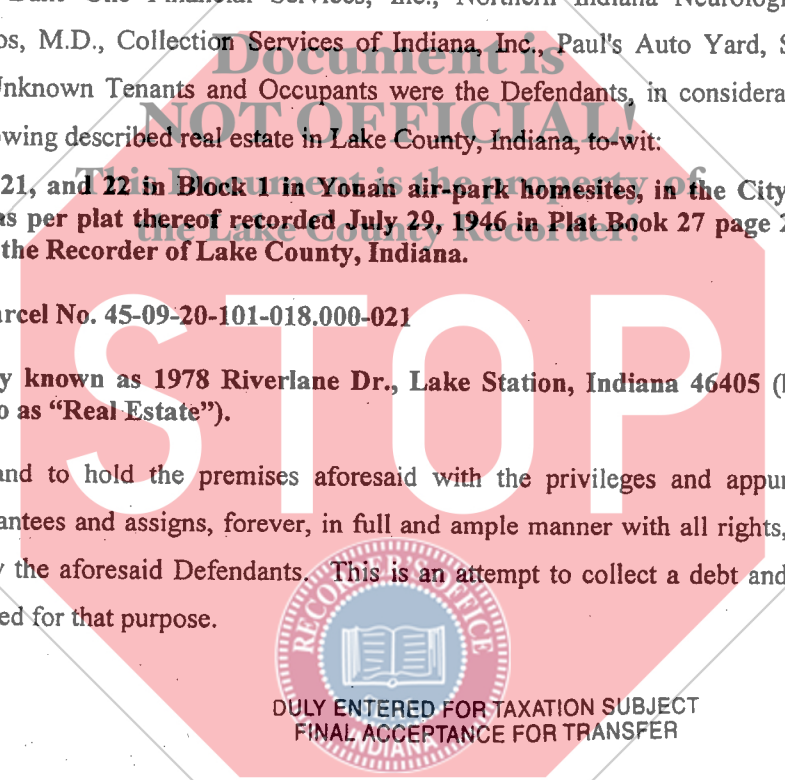 Bank One Financial Services, Inc., Northern Indiana Neurologi
os, M.D., Collection Services of Indiana, Inc., Paul's Auto Yard, S
Unknown Tenants and Occupants were the Defendants, in considera
owing described real estate in Lake County, Indiana, to-wit:
21, and 22 in Block 1 in Yonan air-park homesites, in the City
as per plat thereof recorded July 29, 1946 in Plat Book 27 page 2
the Recorder of Lake County, Indiana.
arcel No. 45-09-20-101-018.000-021
y known as 1978 Riverlane Dr., Lake Station, Indiana 46405 (
o as “Real Estate”).
and to hold the premises aforesaid with the privileges and appu
antees and assigns, forever, in full and ample manner with all rights,
y the aforesaid Defendants. This is an attempt to collect a debt and
ed for that purpose.
Document is
NOT OFFICIAL!
This Document is the property of
the Lake County Recorder!
STOP
RECORDER'S OFFICE
INDIANA
DULY ENTERED FOR TAXATION SUBJECT
FINAL ACCEPTANCE FOR TRANSFER